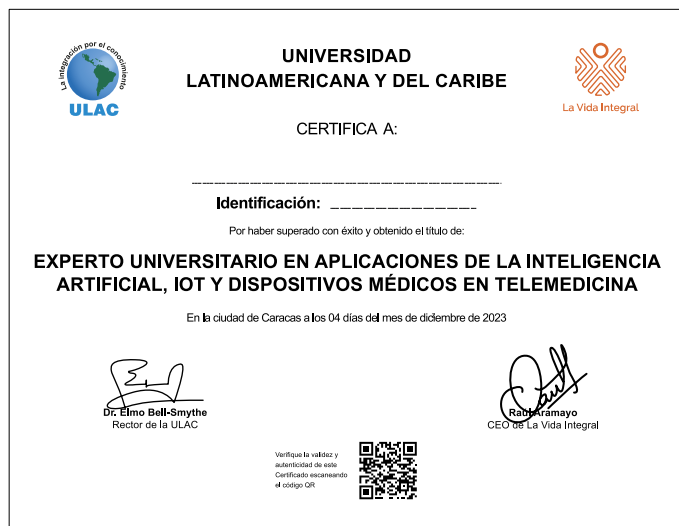 La integración por el conocimiento
ULAC
UNIVERSIDAD
LATINOAMERICANA Y DEL CARIBE
La Vida Integral
CERTIFICA A:
Identificación:
Por haber superado con éxito y obtenido el título de:
EXPERTO UNIVERSITARIO EN APLICACIONES DE LA INTELIGENCIA
ARTIFICIAL, IOT Y DISPOSITIVOS MÉDICOS EN TELEMEDICINA
En la ciudad de Caracas a los 04 días del mes de diciembre de 2023
Dr. Elmo Bell-Smythe
Rector de la ULAC
Raúl Aramayo
CEO de La Vida Integral
Verifique la validez y
autenticidad de este
Certificado escaneando
el código QR